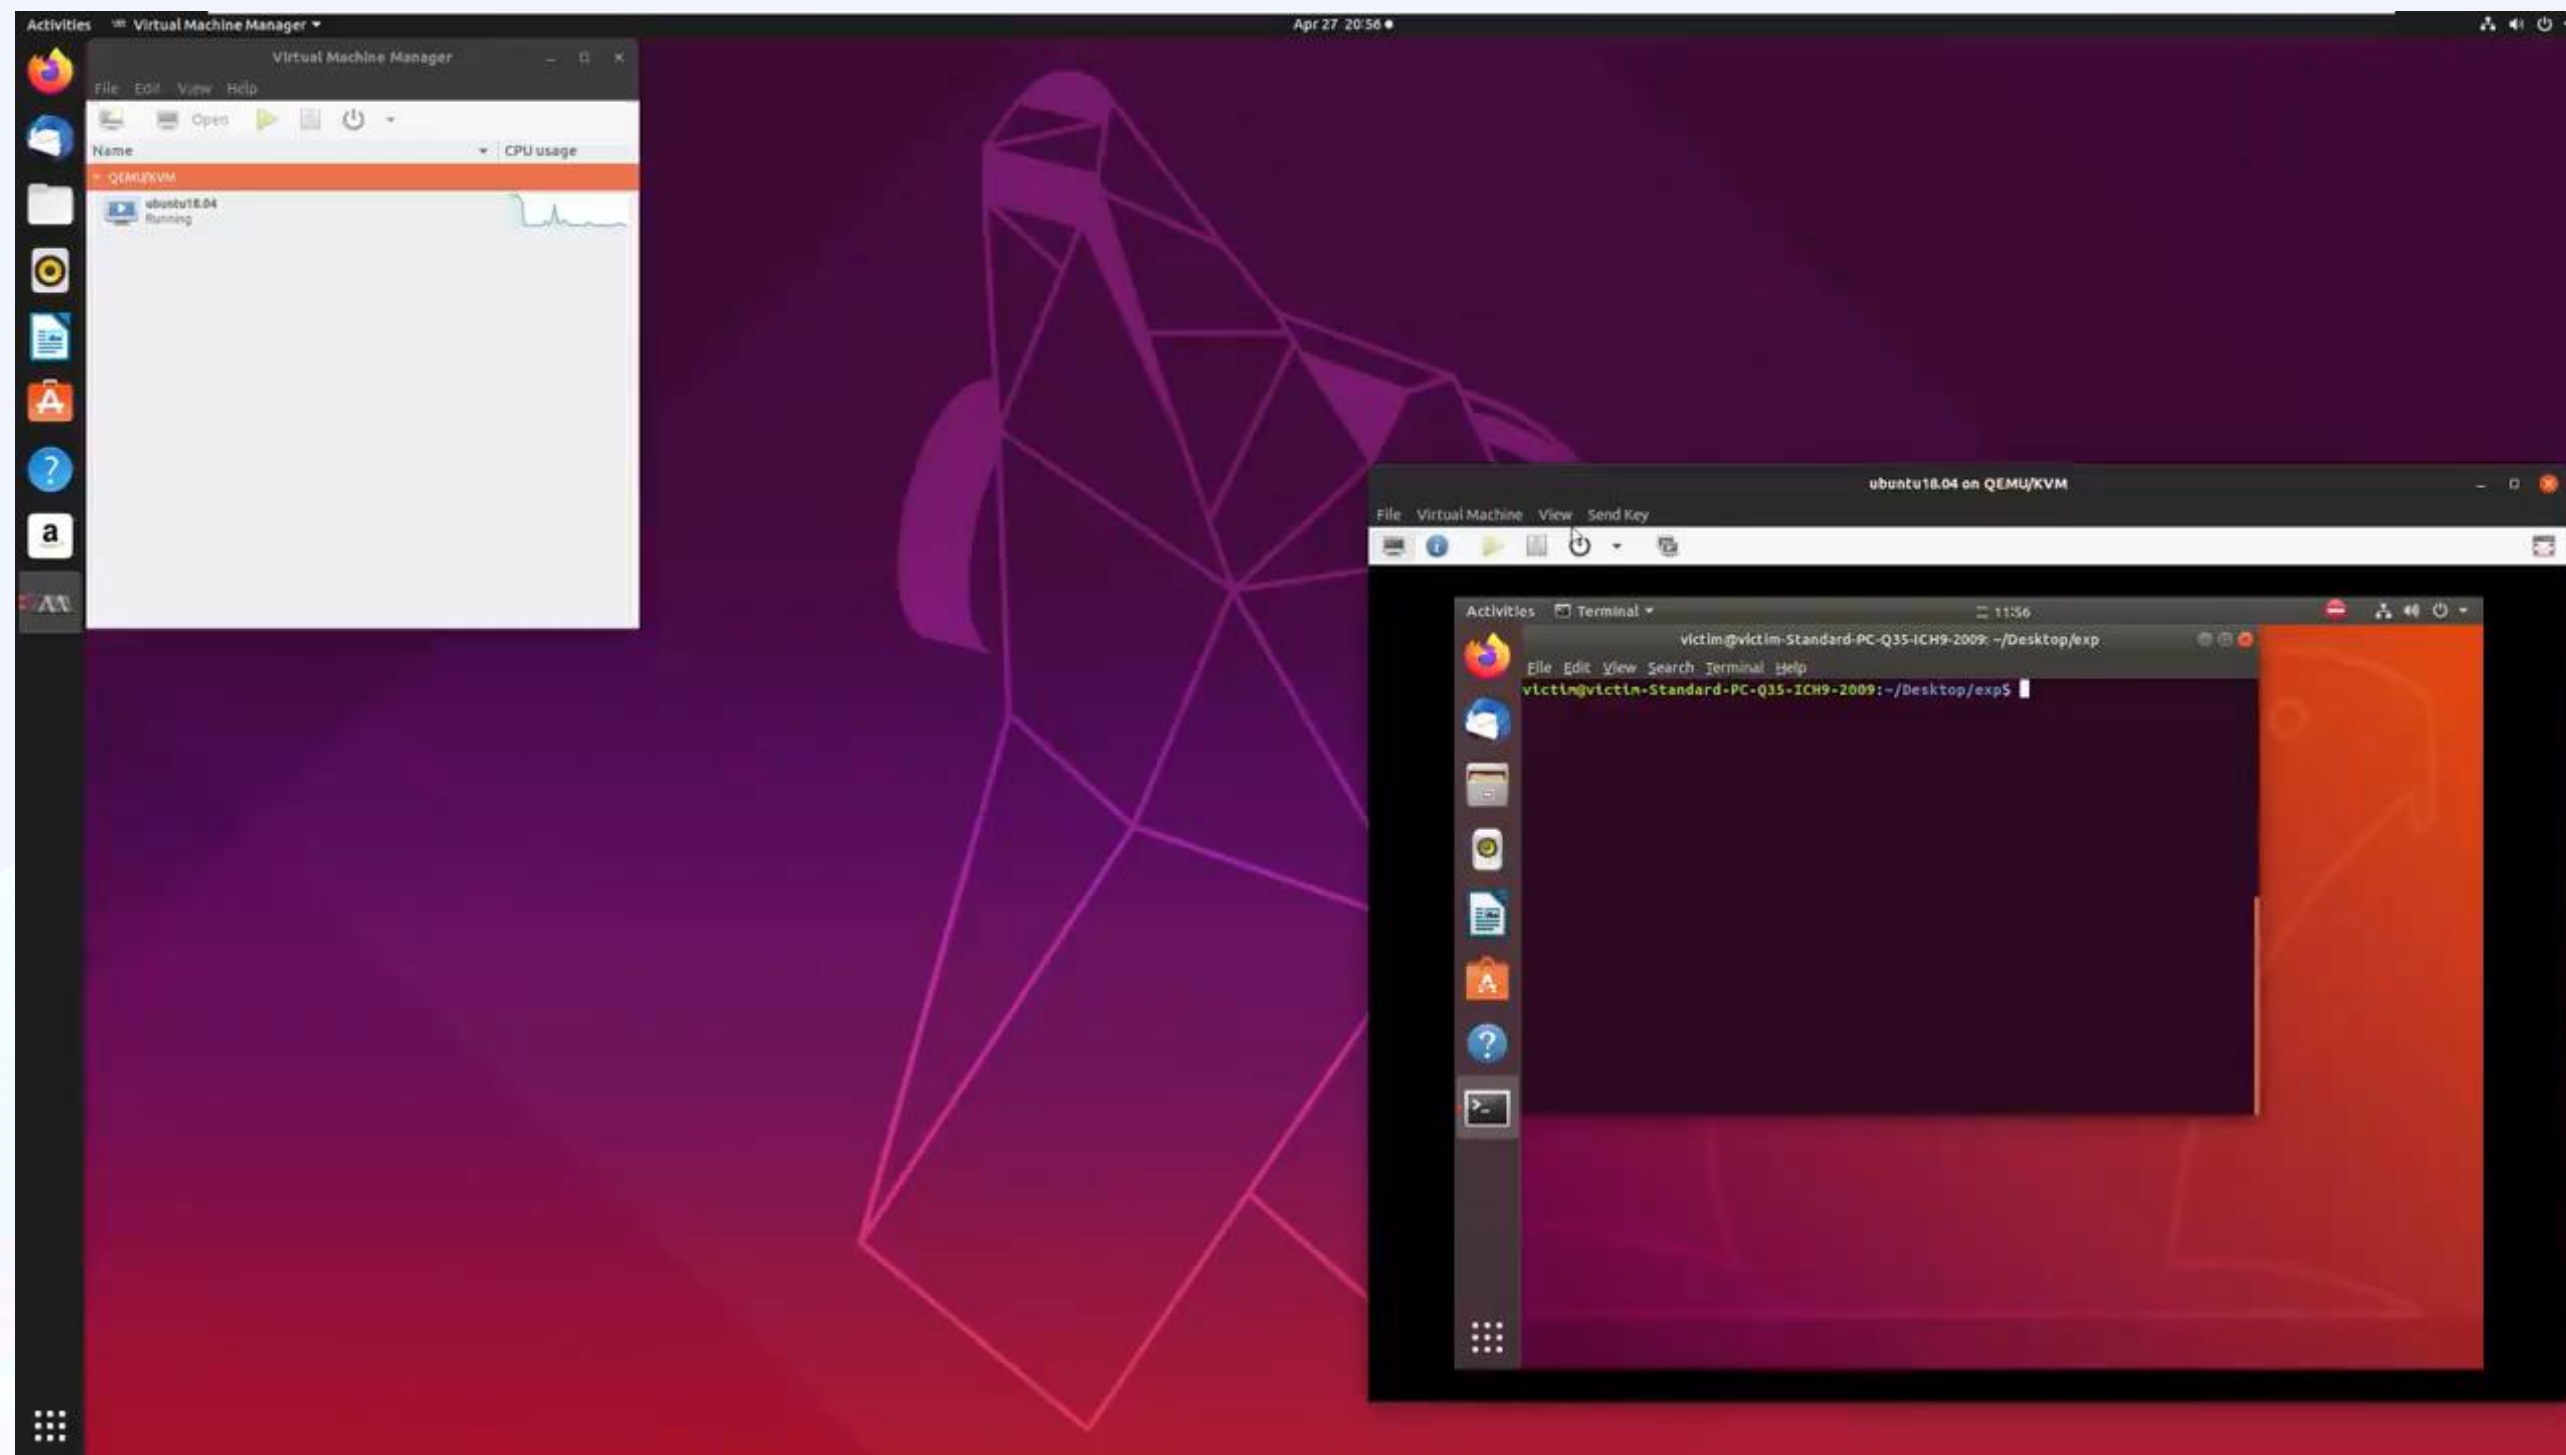 Activities Virtual Machine Manager Apr 27 20:56
Virtual Machine Manager
File Edit View Help
Open
Name CPU usage
QEMU/KVM
ubuntu18.04
Running
a
ubuntu18.04 on QEMU/KVM
File Virtual Machine View Send Key
Activities Terminal 11:56
victim@victim-Standard-PC-Q35-ICH9-2009: ~/Desktop/exp
File Edit View Search Terminal Help
victim@victim-Standard-PC-Q35-ICH9-2009:~/Desktop/exp$